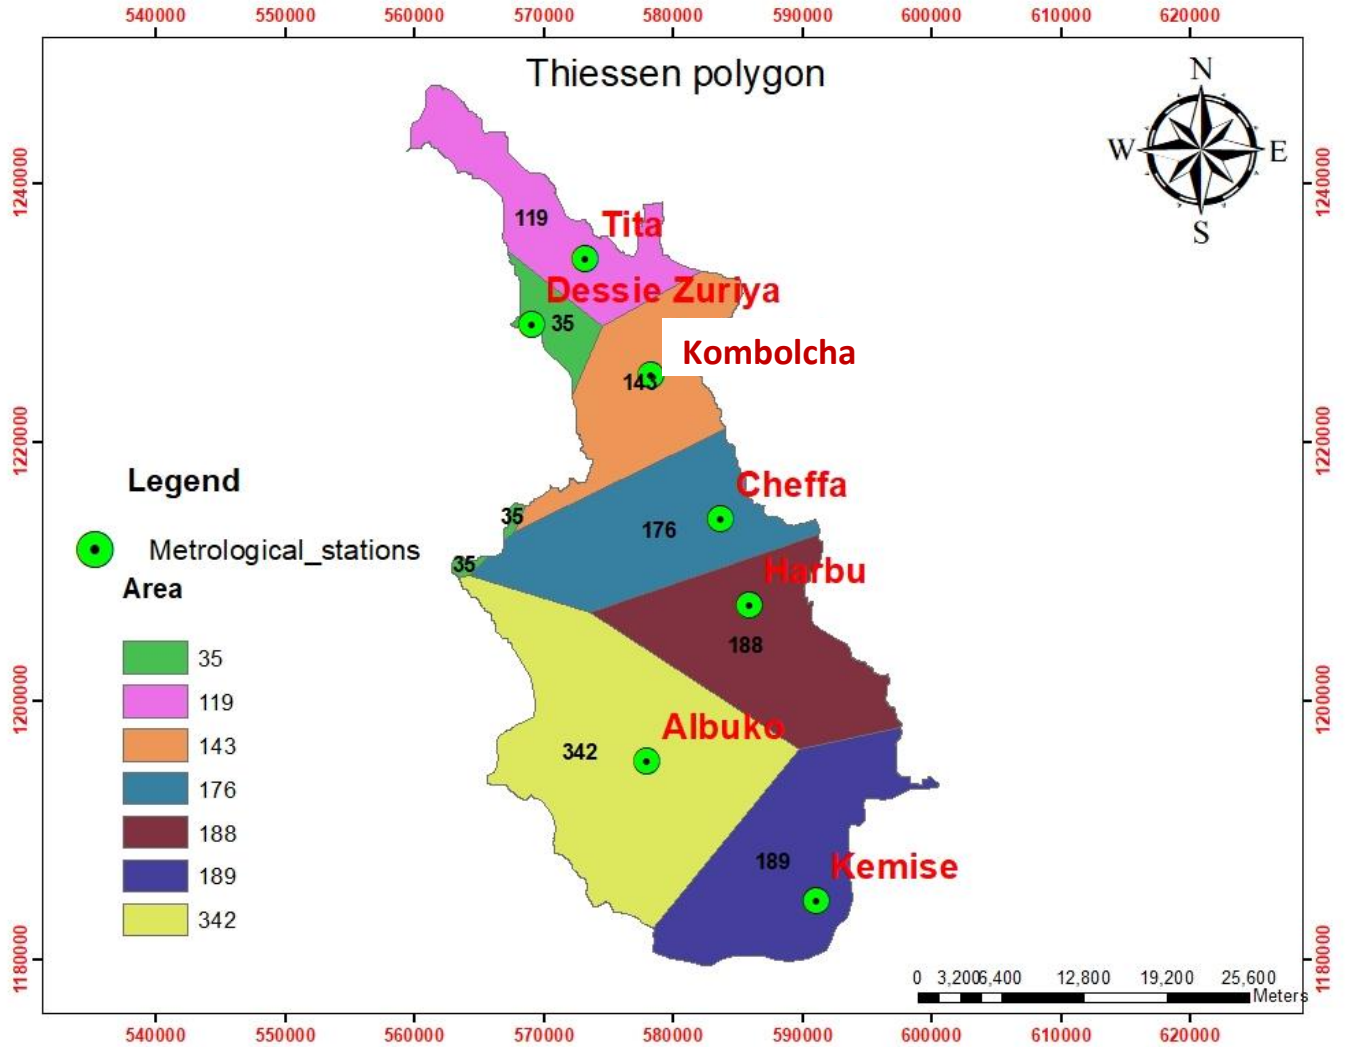 540000 550000 560000 570000 580000 590000 600000 610000 620000
Thiessen polygon
N
W E
S
1240000 1240000
119
Tita
Dessie Zuriya
35
Kombolcha
143
1220000 1220000
Legend
Cheffa
35
176
Metrological_stations
35
Harbu
Area
188
35
119
1200000 1200000
Albuko
143
342
176
188
189
Kemise
189
342
1180000 1180000
0 3,200 6,400 12,800 19,200 25,600
Meters
540000 550000 560000 570000 580000 590000 600000 610000 620000